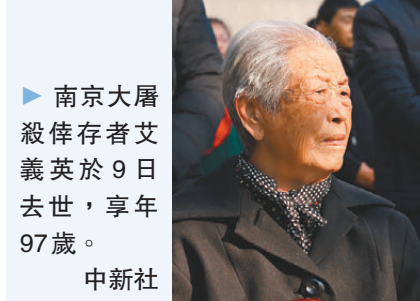 ▶ 南京大屠
殺倖存者艾
義英於9日
去世，享年
97歲。
中新社